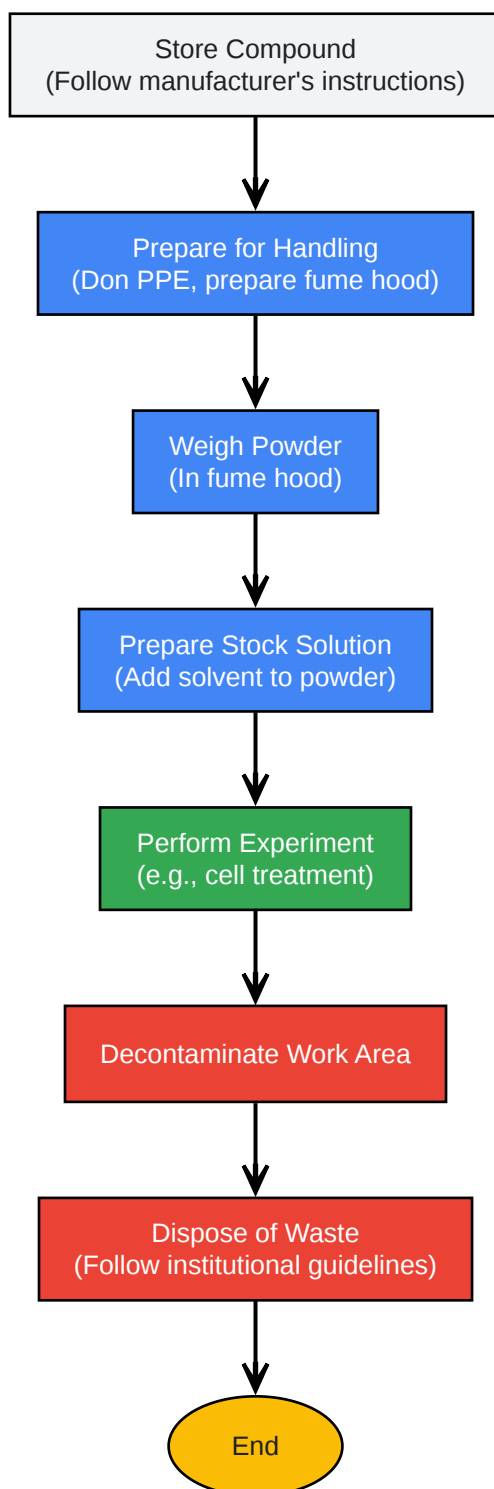 Store Compound
(Follow manufacturer's instructions)
Prepare for Handling
(Don PPE, prepare fume hood)
Weigh Powder
(In fume hood)
Prepare Stock Solution
(Add solvent to powder)
Perform Experiment
(e.g., cell treatment)
Decontaminate Work Area
Dispose of Waste
(Follow institutional guidelines)
End